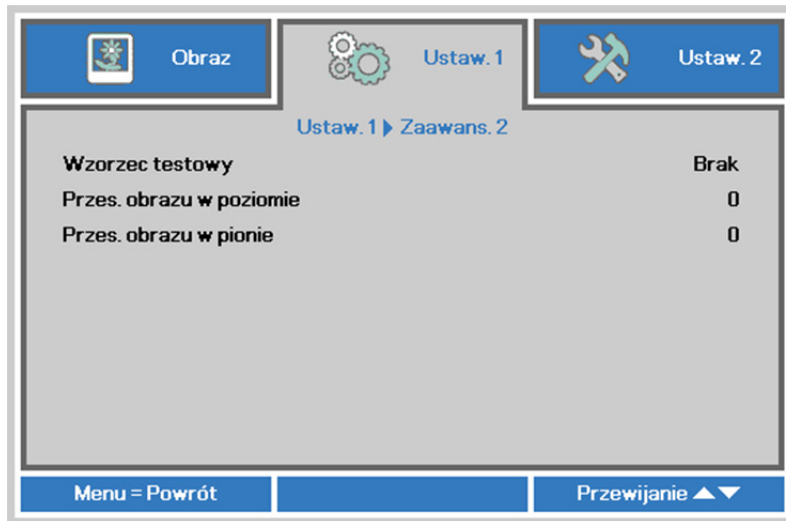 Obraz
Ustaw. 1
Ustaw. 2
Ustaw. 1 ▶ Zaawans. 2
Wzorzec testowy Brak
Przes. obrazu w poziomie 0
Przes. obrazu w pionie 0
Menu = Powrót
Przewijanie ▲▼